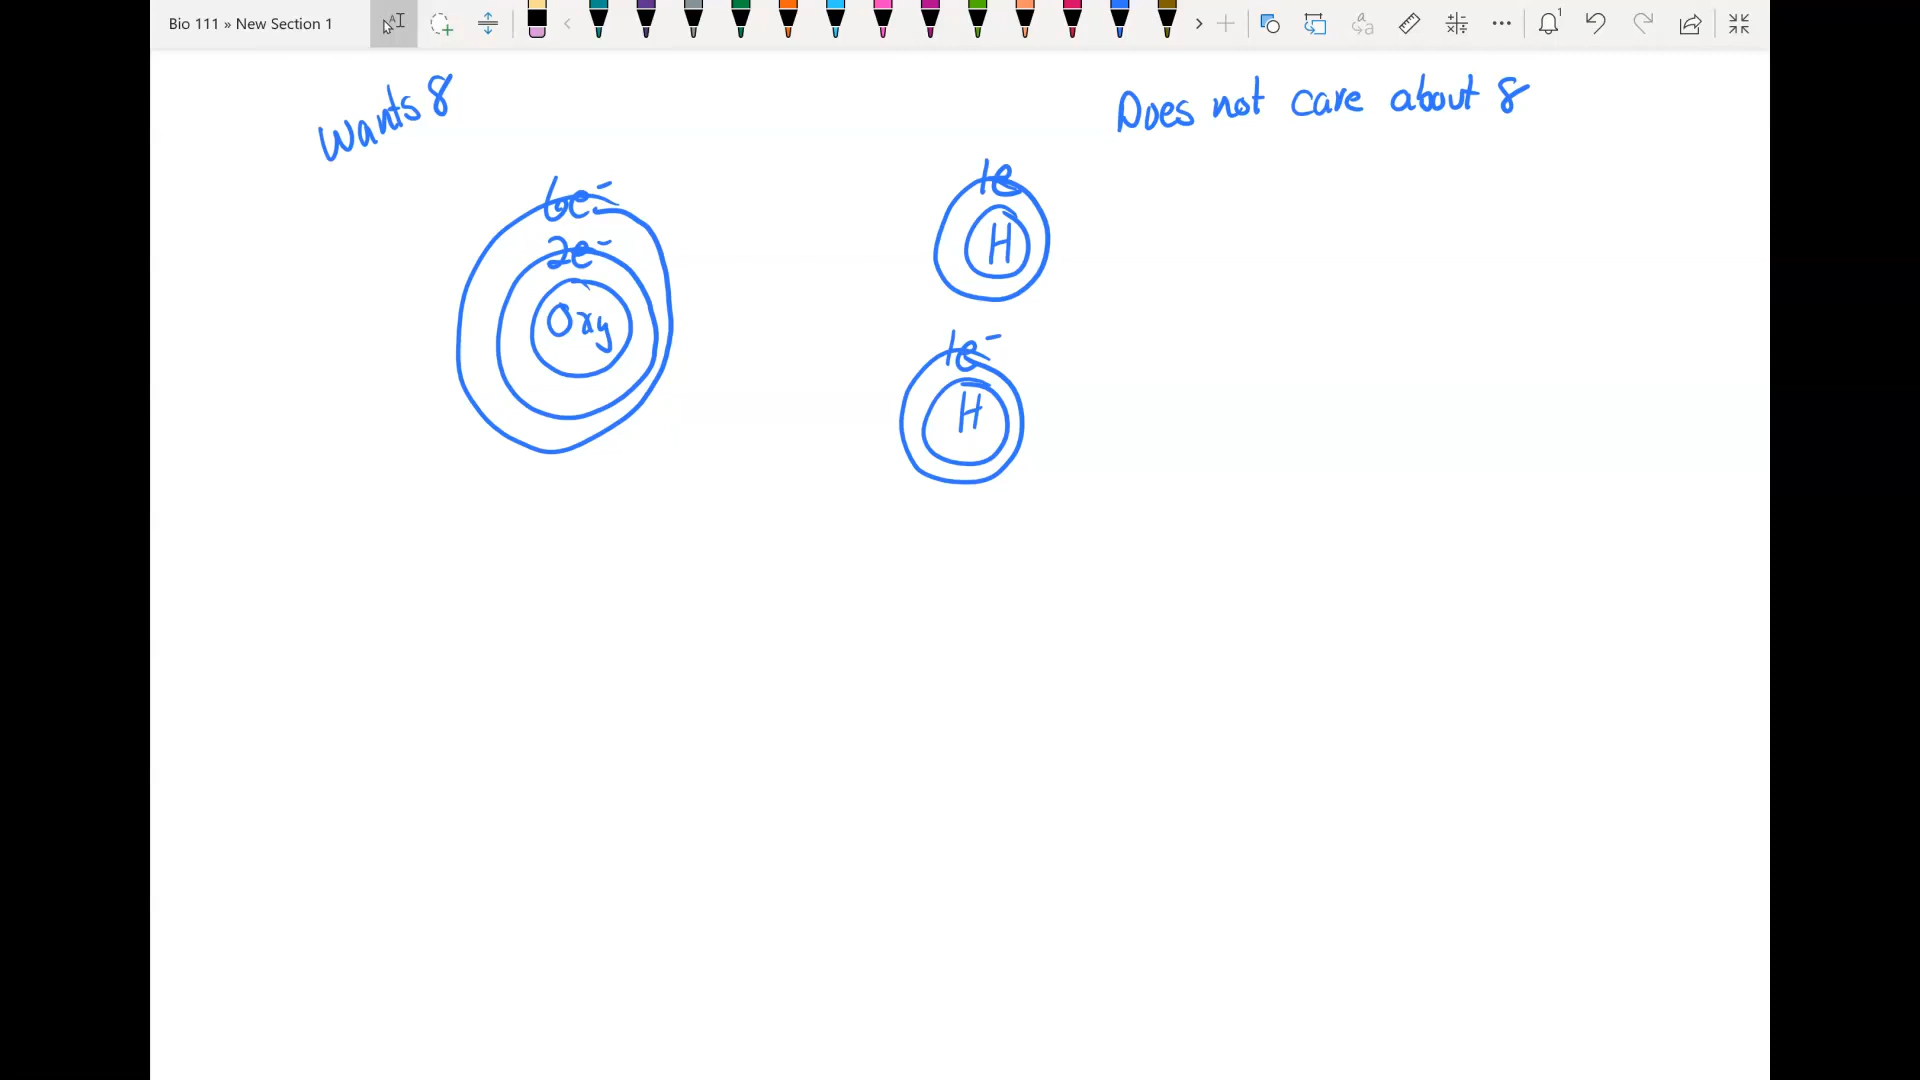 Bio 111 » New Section 1
Wants 8
Does not care about 8
6e-
2e-
Oxy
1e
H
1e-
H